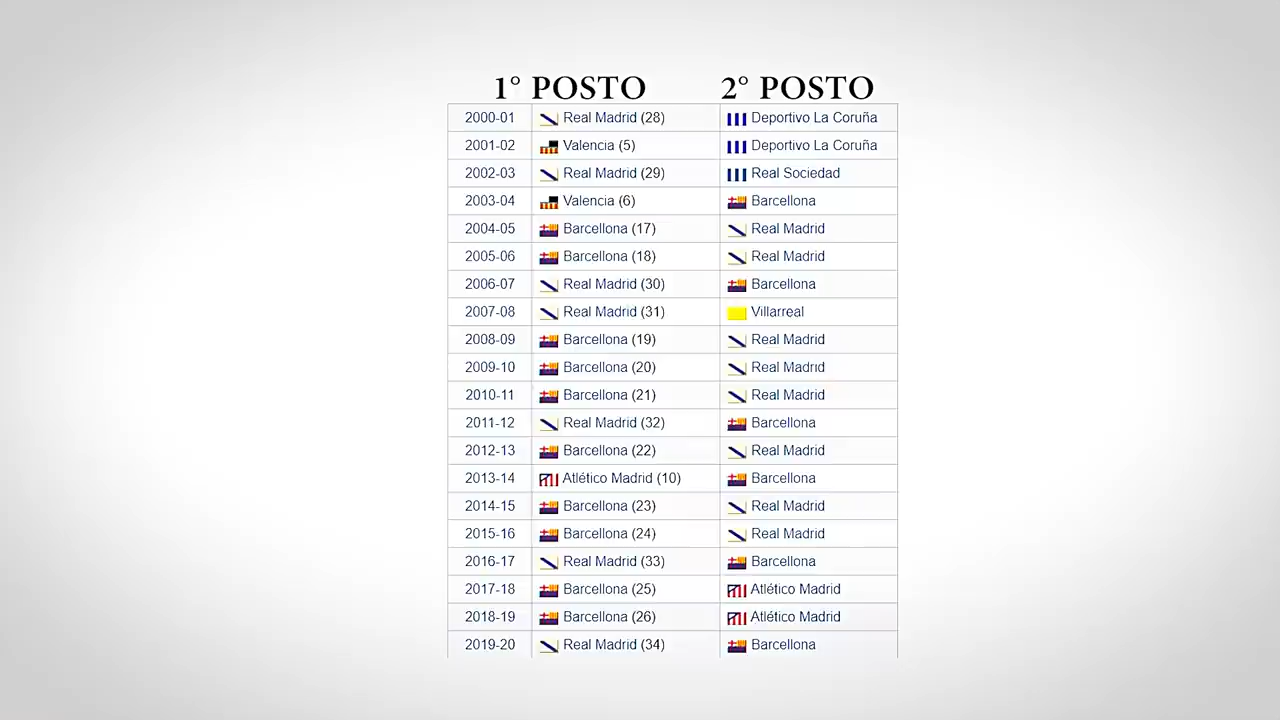 1° POSTO 2° POSTO
2000-01 Real Madrid (28) Deportivo La Coruña
2001-02 Valencia (5) Deportivo La Coruña
2002-03 Real Madrid (29) Real Sociedad
2003-04 Valencia (6) Barcellona
2004-05 Barcellona (17) Real Madrid
2005-06 Barcellona (18) Real Madrid
2006-07 Real Madrid (30) Barcellona
2007-08 Real Madrid (31) Villarreal
2008-09 Barcellona (19) Real Madrid
2009-10 Barcellona (20) Real Madrid
2010-11 Barcellona (21) Real Madrid
2011-12 Real Madrid (32) Barcellona
2012-13 Barcellona (22) Real Madrid
2013-14 Atlético Madrid (10) Barcellona
2014-15 Barcellona (23) Real Madrid
2015-16 Barcellona (24) Real Madrid
2016-17 Real Madrid (33) Barcellona
2017-18 Barcellona (25) Atlético Madrid
2018-19 Barcellona (26) Atlético Madrid
2019-20 Real Madrid (34) Barcellona